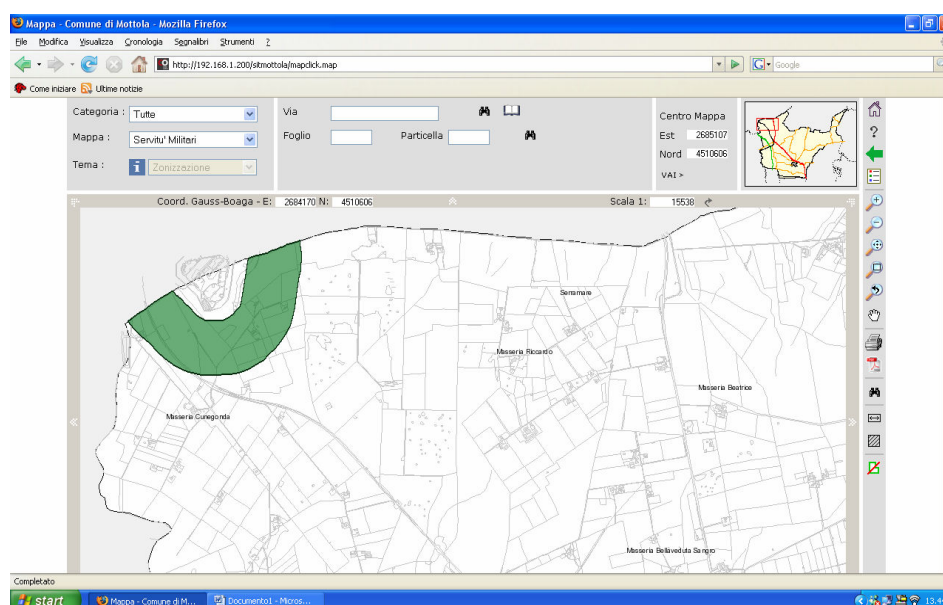 Mappa - Comune di Mottola - Mozilla Firefox
File Modifica Visualizza Cronologia Segnalibri Strumenti ?
http://192.168.1.200/sitmottola/mapclick.map
Google
Come iniziare Ultime notizie
Categoria : Tutte
Mappa : Servitu' Militari
Tema : Zonizzazione
Via
Foglio Particella
Centro Mappa
Est 2685107
Nord 4510606
VAI >
Coord. Gauss-Boaga - E: 2684170 N: 4510606 Scala 1: 15538
Serramare
Masseria Riccardo
Masseria Beatrice
Masseria Cunegonda
Masseria Bellaveduta Sangro
Completato
start Mappa - Comune di M... Documento1 - Micros...